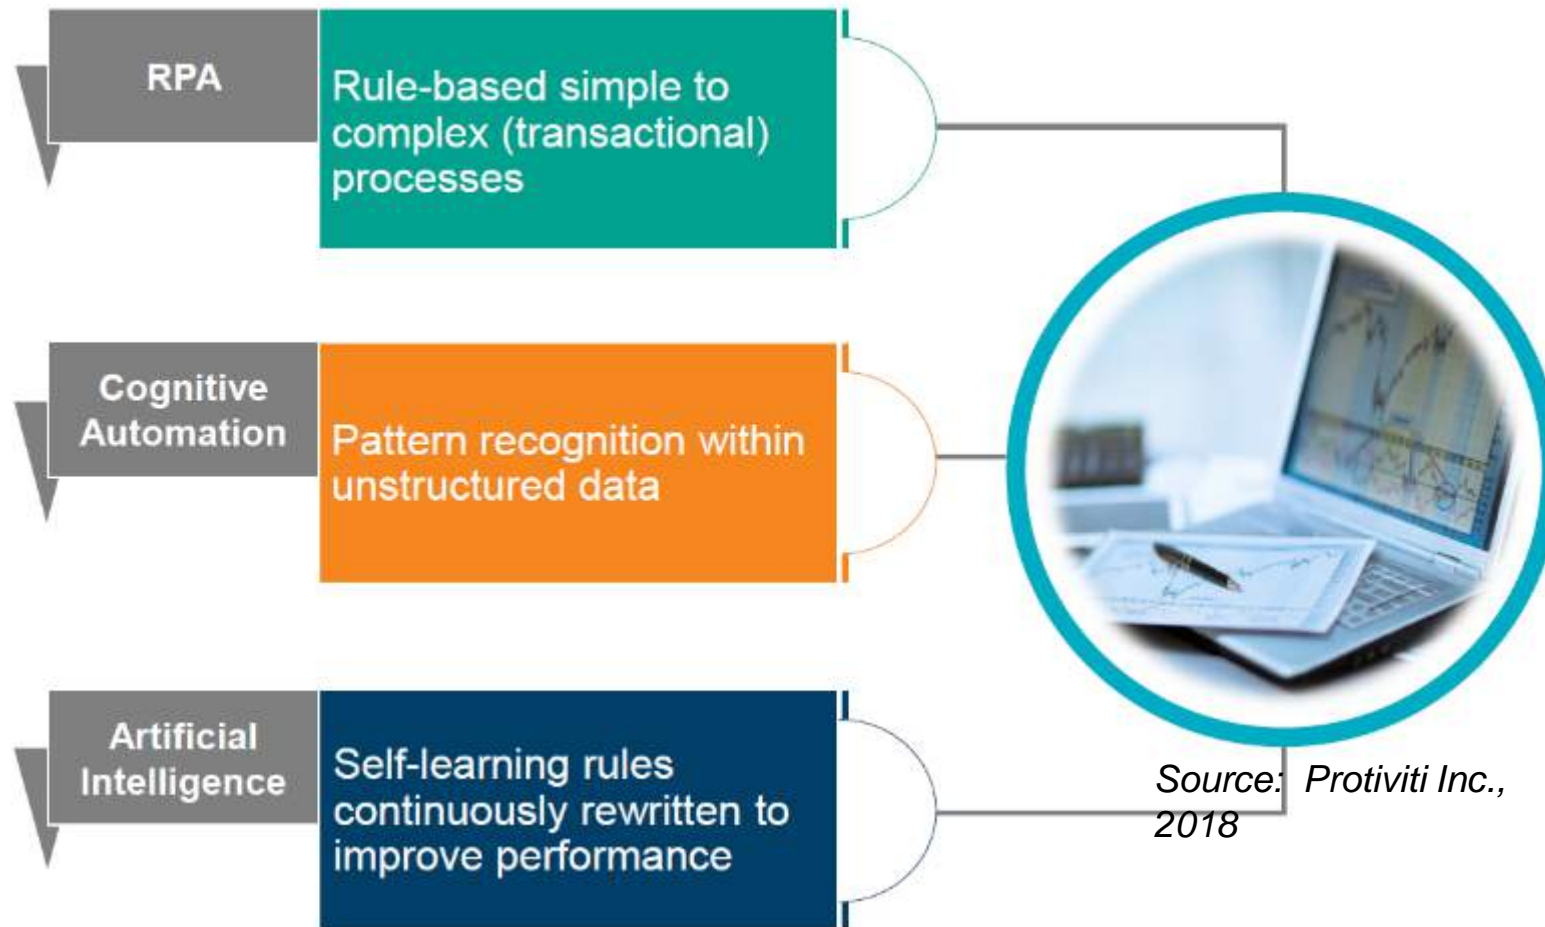 RPA
Rule-based simple to
complex (transactional)
processes
Cognitive
Automation
Pattern recognition within
unstructured data
Artificial
Intelligence
Self-learning rules
continuously rewritten to
improve performance
Source:  Protiviti Inc.,
2018